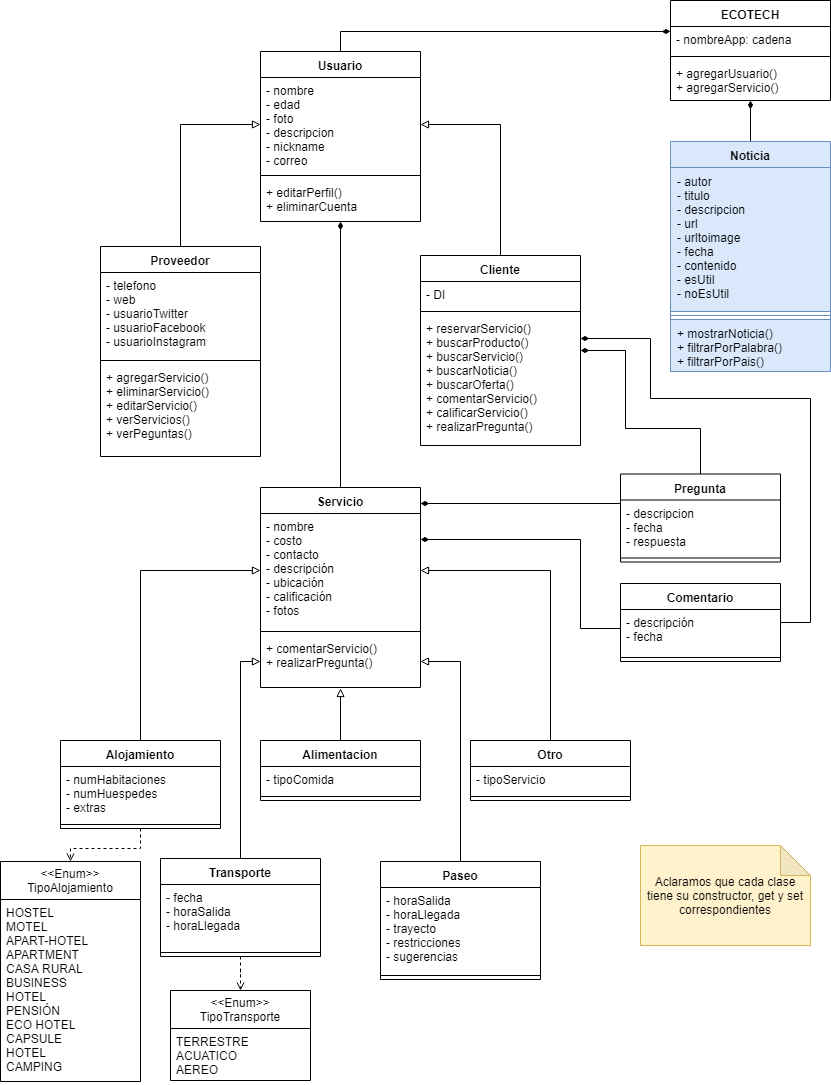 ECOTECH
- nombreApp: cadena
+ agregarUsuario()
+ agregarServicio()
Usuario
- nombre
- edad
- foto
- descripcion
- nickname
- correo
+ editarPerfil()
+ eliminarCuenta
Noticia
- autor
- titulo
- descripcion
- url
- urltoimage
- fecha
- contenido
- esUtil
- noEsUtil
+ mostrarNoticia()
+ filtrarPorPalabra()
+ filtrarPorPais()
Proveedor
- telefono
- web
- usuarioTwitter
- usuarioFacebook
- usuarioInstagram
+ agregarServicio()
+ eliminarServicio()
+ editarServicio()
+ verServicios()
+ verPeguntas()
Cliente
- DI
+ reservarServicio()
+ buscarProducto()
+ buscarServicio()
+ buscarNoticia()
+ buscarOferta()
+ comentarServicio()
+ calificarServicio()
+ realizarPregunta()
Servicio
- nombre
- costo
- contacto
- descripción
- ubicación
- calificación
- fotos
+ comentarServicio()
+ realizarPregunta()
Pregunta
- descripcion
- fecha
- respuesta
Comentario
- descripción
- fecha
Alojamiento
- numHabitaciones
- numHuespedes
- extras
Alimentacion
- tipoComida
Otro
- tipoServicio
<<Enum>>
TipoAlojamiento
HOSTEL
MOTEL
APART-HOTEL
APARTMENT
CASA RURAL
BUSINESS
HOTEL
PENSIÓN
ECO HOTEL
CAPSULE
HOTEL
CAMPING
Transporte
- fecha
- horaSalida
- horaLlegada
<<Enum>>
TipoTransporte
TERRESTRE
ACUATICO
AEREO
Paseo
- horaSalida
- horaLlegada
- trayecto
- restricciones
- sugerencias
Aclaramos que cada clase
tiene su constructor, get y set
correspondientes